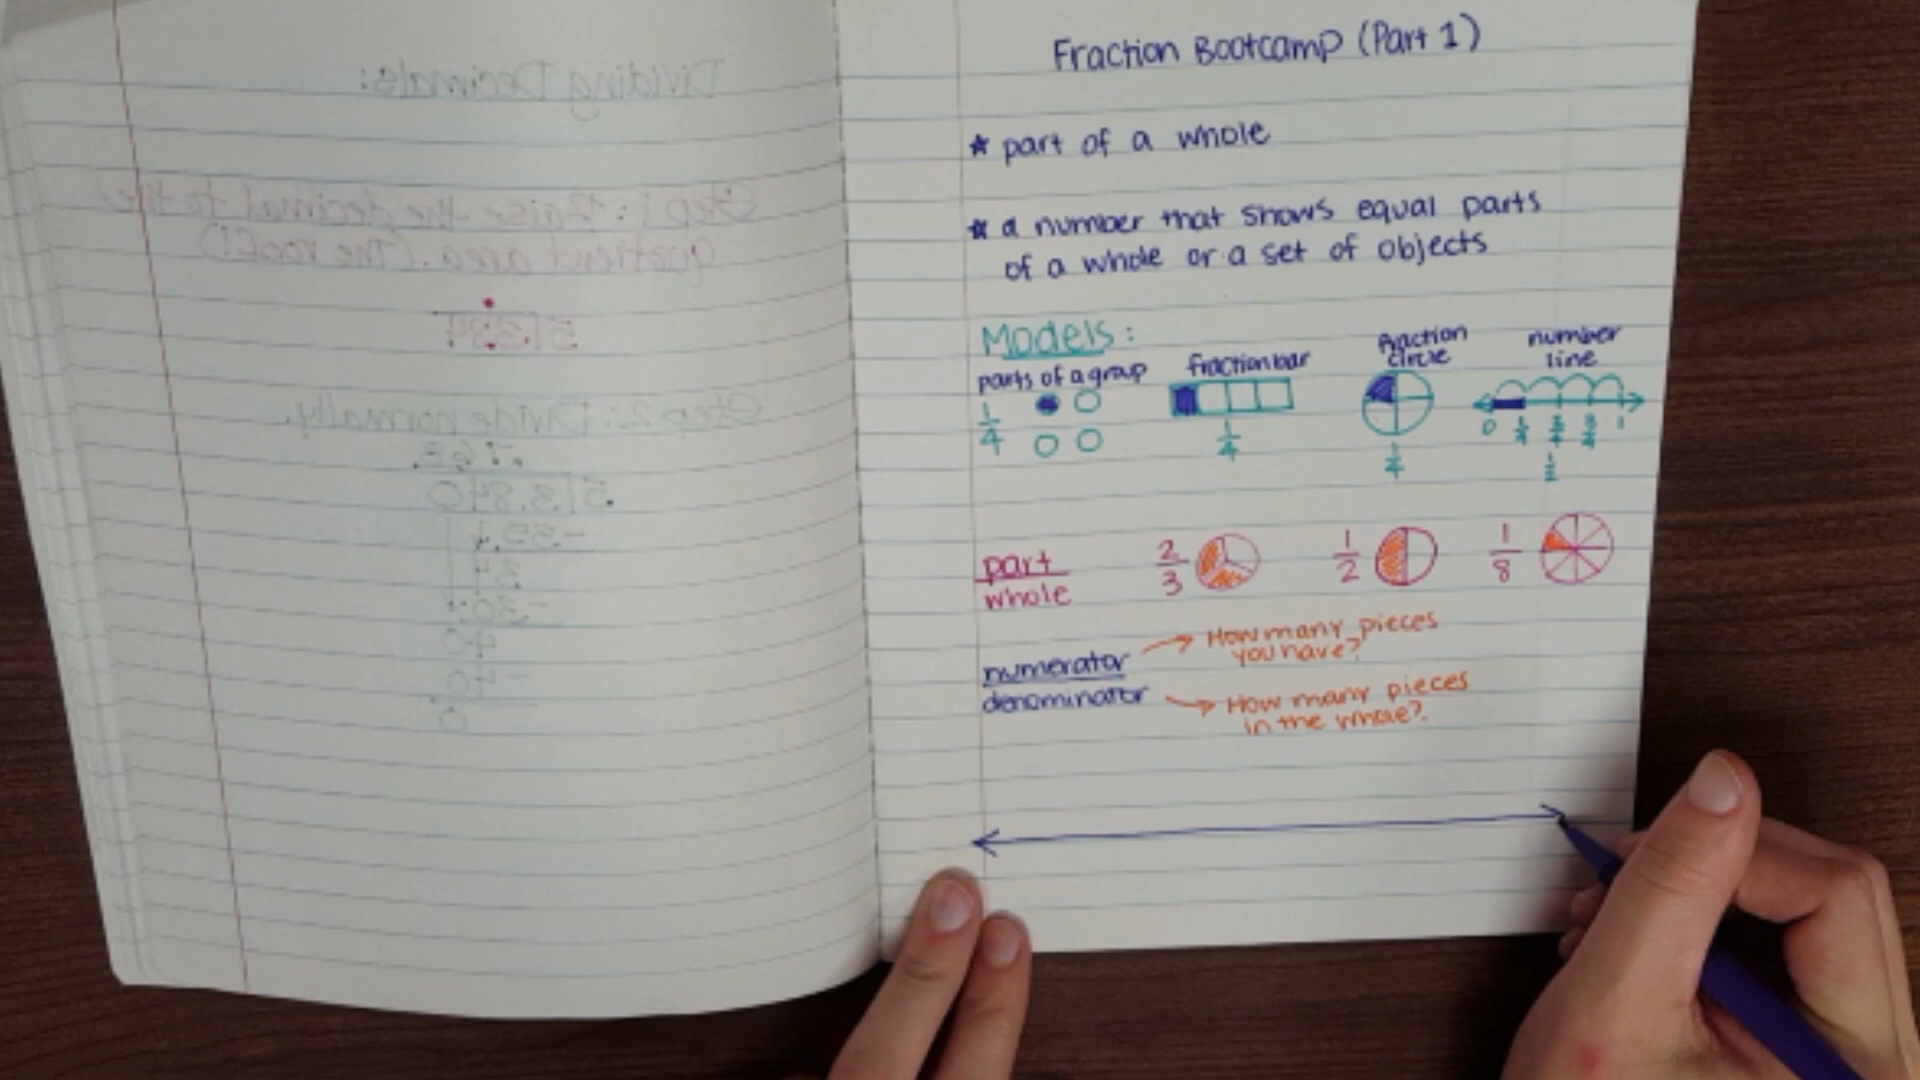 Fraction Bootcamp (Part 1)
* part of a whole
* a number that shows equal parts
of a whole or a set of objects
Models:
parts of a group
fraction bar
fraction circle
number line
1/4
1/4
1/4
0 1/4 2/4 3/4 1
1/2
part
whole
2/3
1/2
1/8
numerator → How many pieces
you have?
denominator → How many pieces
in the whole?
Dividing Decimals:
Step 1: Raise the decimal to the
quotient area. (The roof!)
Step 2: Divide normally.